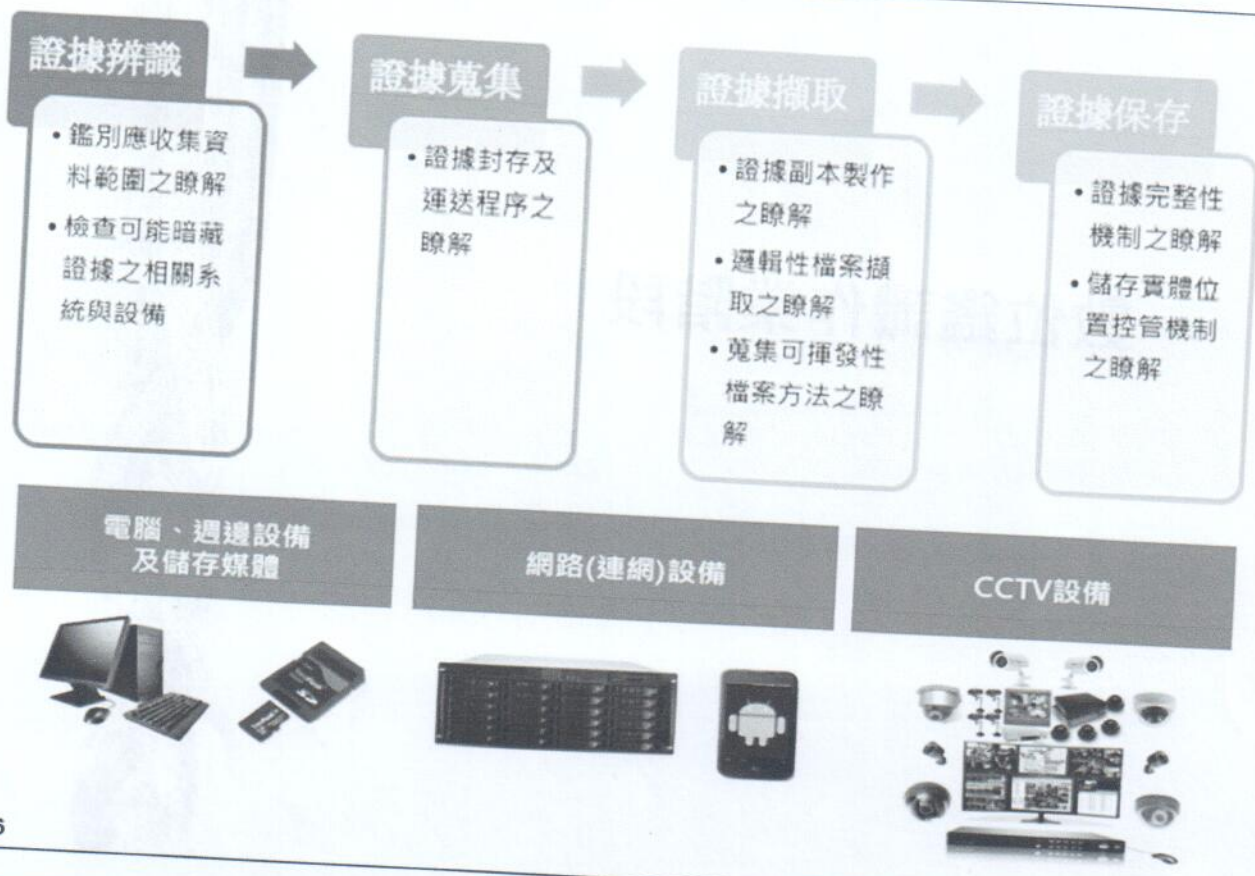 證據辨識
• 鑑別應收集資
料範圍之瞭解
• 檢查可能暗藏
證據之相關系
統與設備
證據蒐集
• 證據封存及
運送程序之
瞭解
證據擷取
• 證據副本製作
之瞭解
• 邏輯性檔案擷
取之瞭解
• 蒐集可揮發性
檔案方法之瞭
解
證據保存
• 證據完整性
機制之瞭解
• 儲存實體位
置控管機制
之瞭解
電腦、週邊設備
及儲存媒體
網路(連網)設備
CCTV設備
6